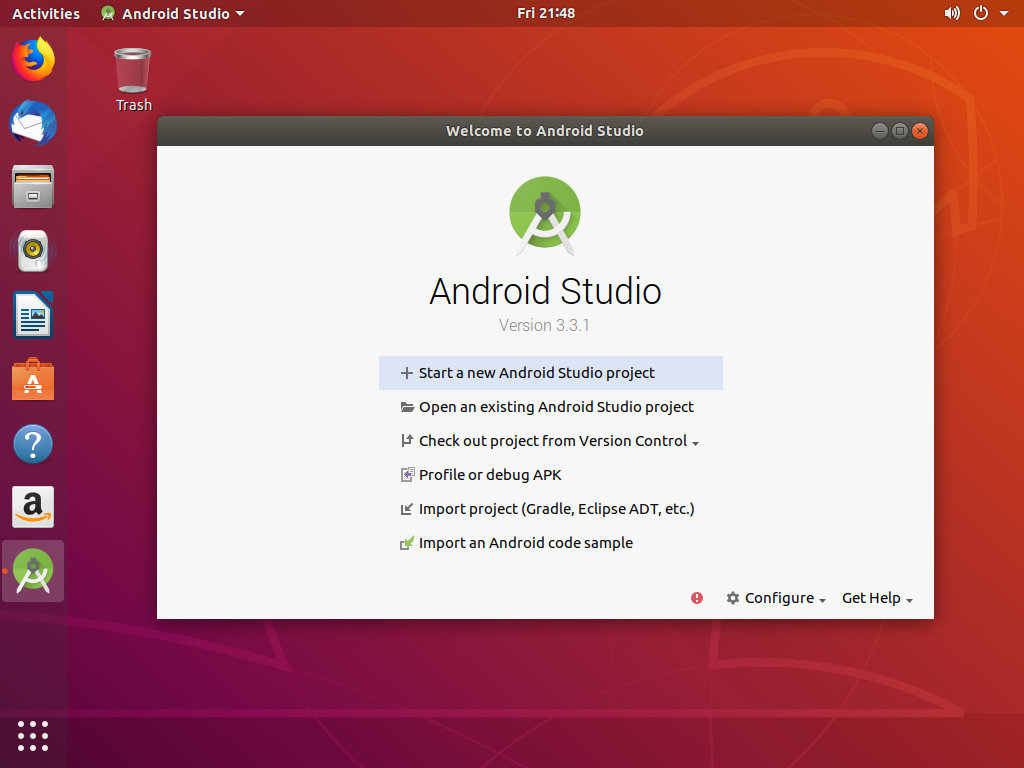 Activities Android Studio Fri 21:48
Trash
Welcome to Android Studio
Android Studio
Version 3.3.1
Start a new Android Studio project
Open an existing Android Studio project
Check out project from Version Control
Profile or debug APK
Import project (Gradle, Eclipse ADT, etc.)
Import an Android code sample
Configure Get Help